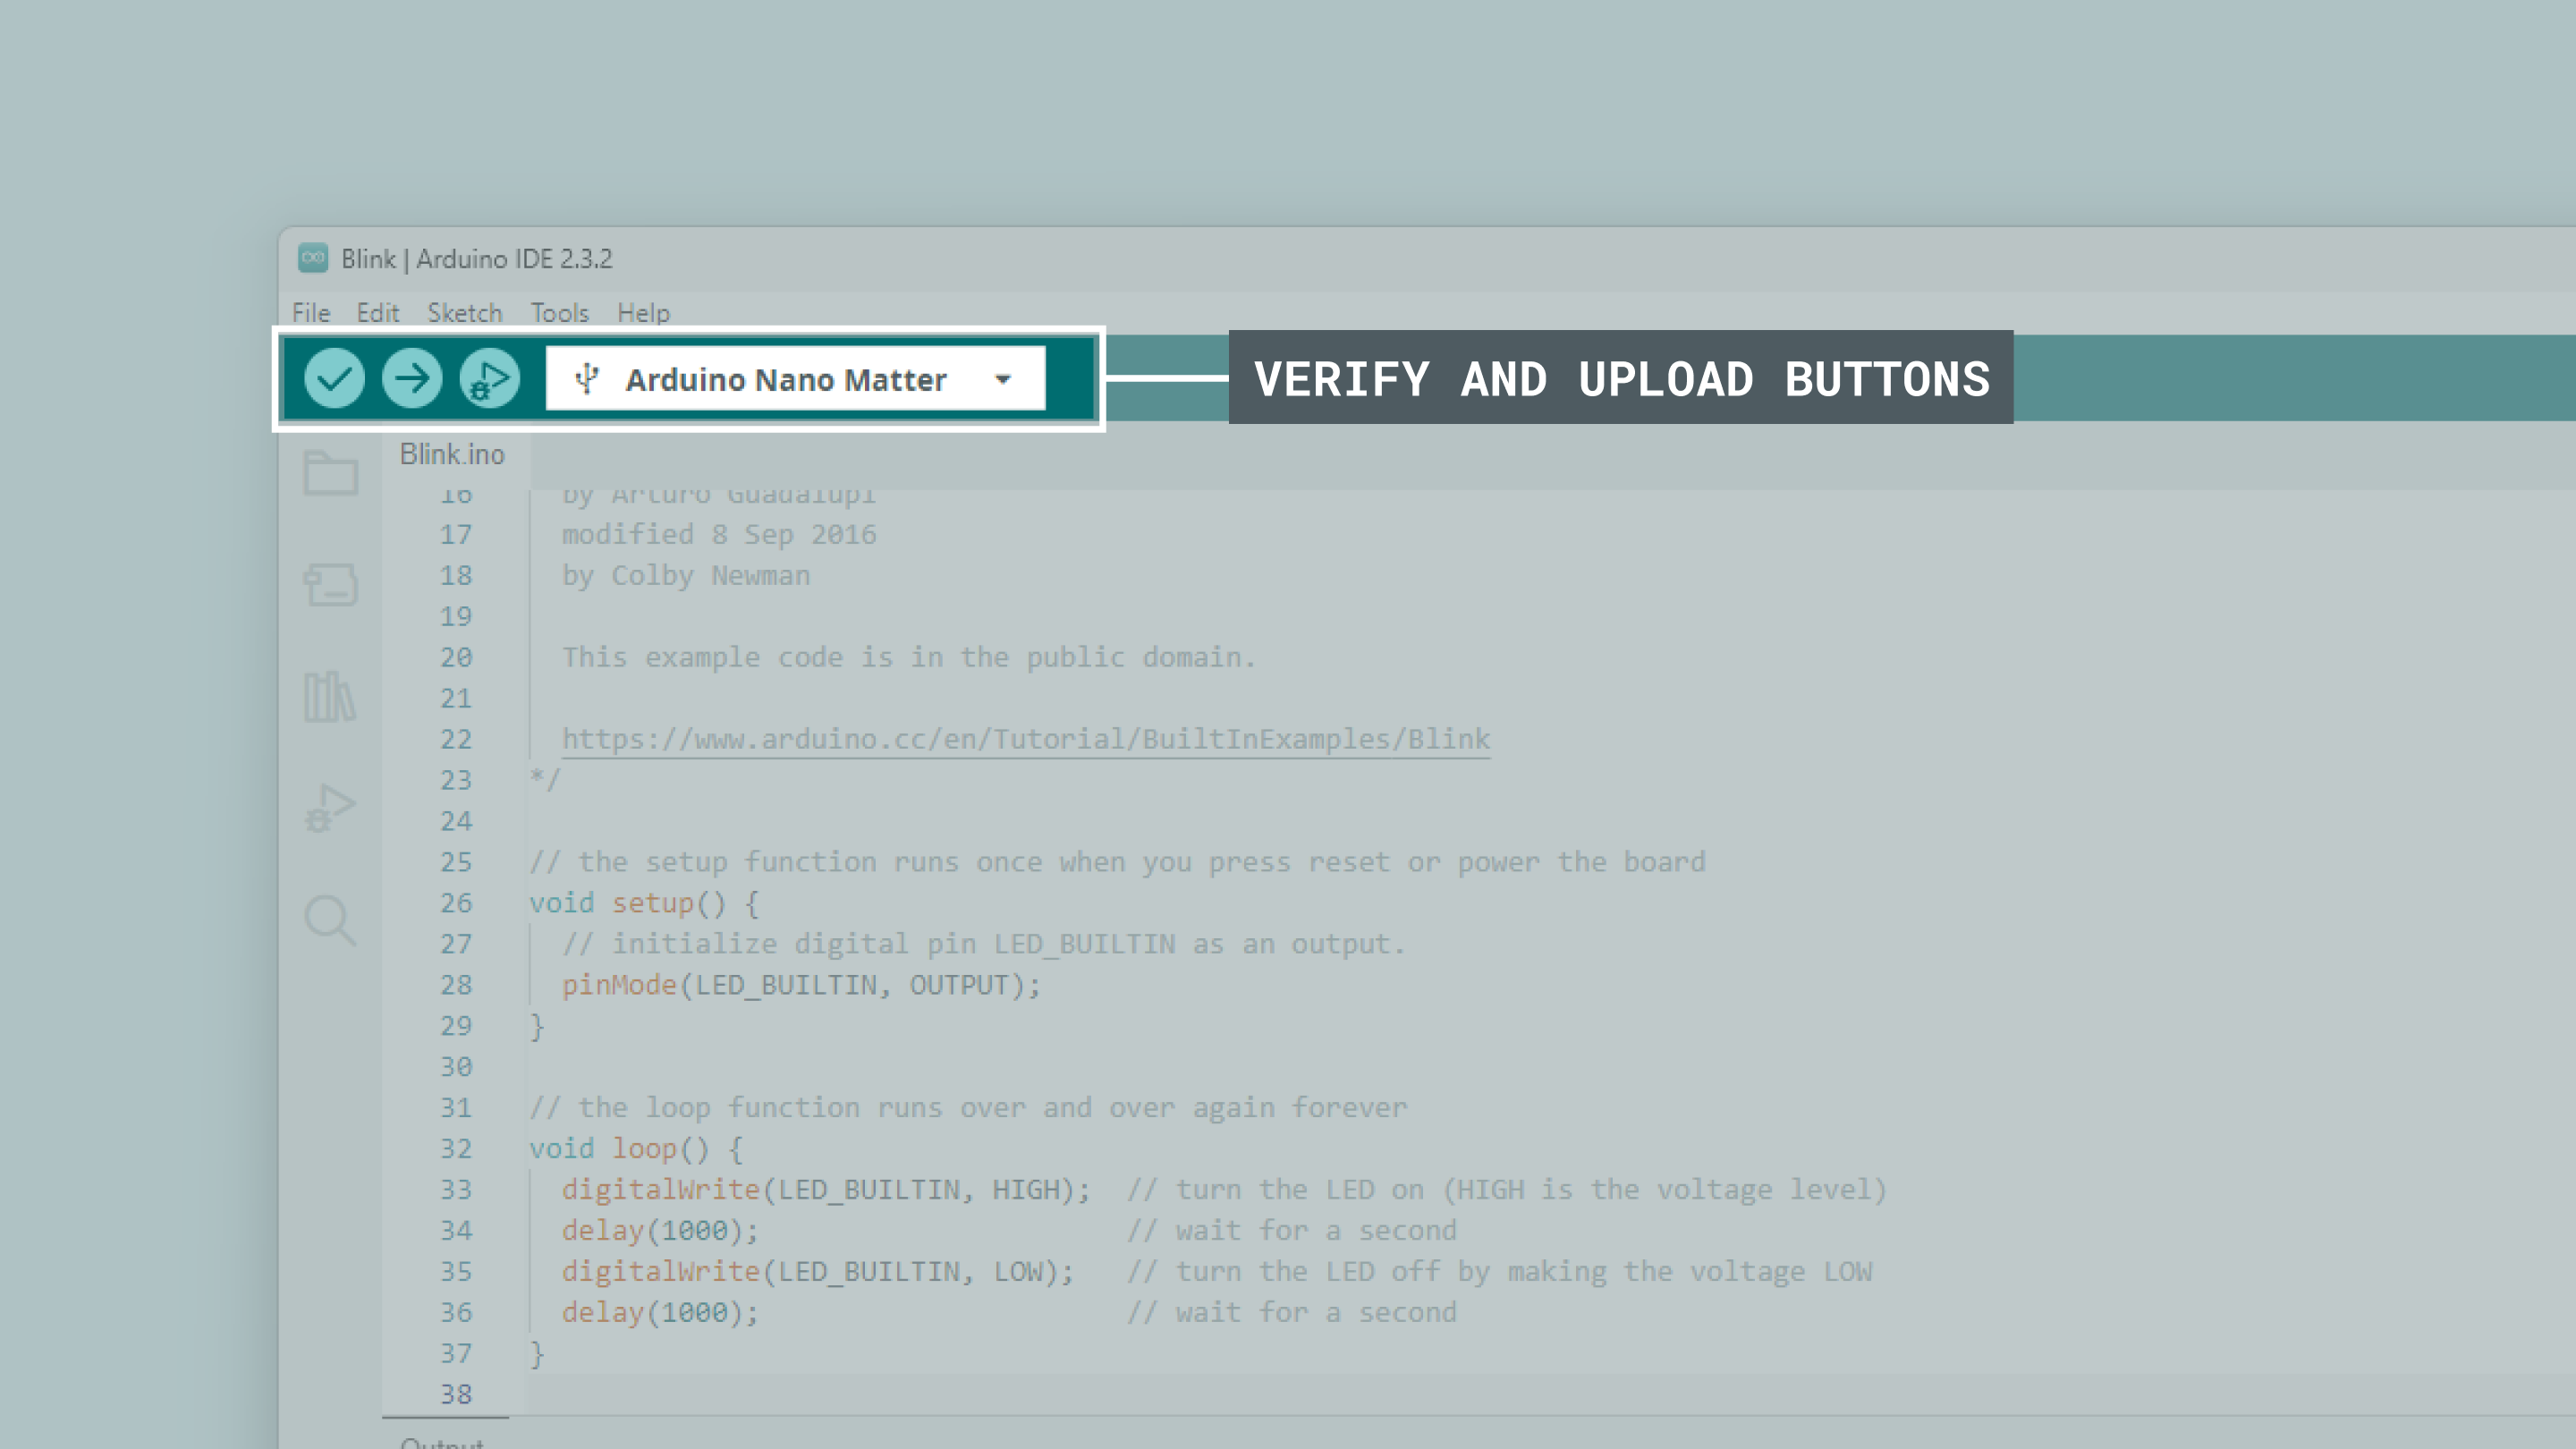 Blink | Arduino IDE 2.3.2
File Edit Sketch Tools Help
Arduino Nano Matter
VERIFY AND UPLOAD BUTTONS
Blink.ino
16 by Arturo Guadalupi
17 modified 8 Sep 2016
18 by Colby Newman
19
20 This example code is in the public domain.
21
22 https://www.arduino.cc/en/Tutorial/BuiltInExamples/Blink
23 */
24
25 // the setup function runs once when you press reset or power the board
26 void setup() {
27 // initialize digital pin LED_BUILTIN as an output.
28 pinMode(LED_BUILTIN, OUTPUT);
29 }
30
31 // the loop function runs over and over again forever
32 void loop() {
33 digitalWrite(LED_BUILTIN, HIGH); // turn the LED on (HIGH is the voltage level)
34 delay(1000); // wait for a second
35 digitalWrite(LED_BUILTIN, LOW); // turn the LED off by making the voltage LOW
36 delay(1000); // wait for a second
37 }
38
Output